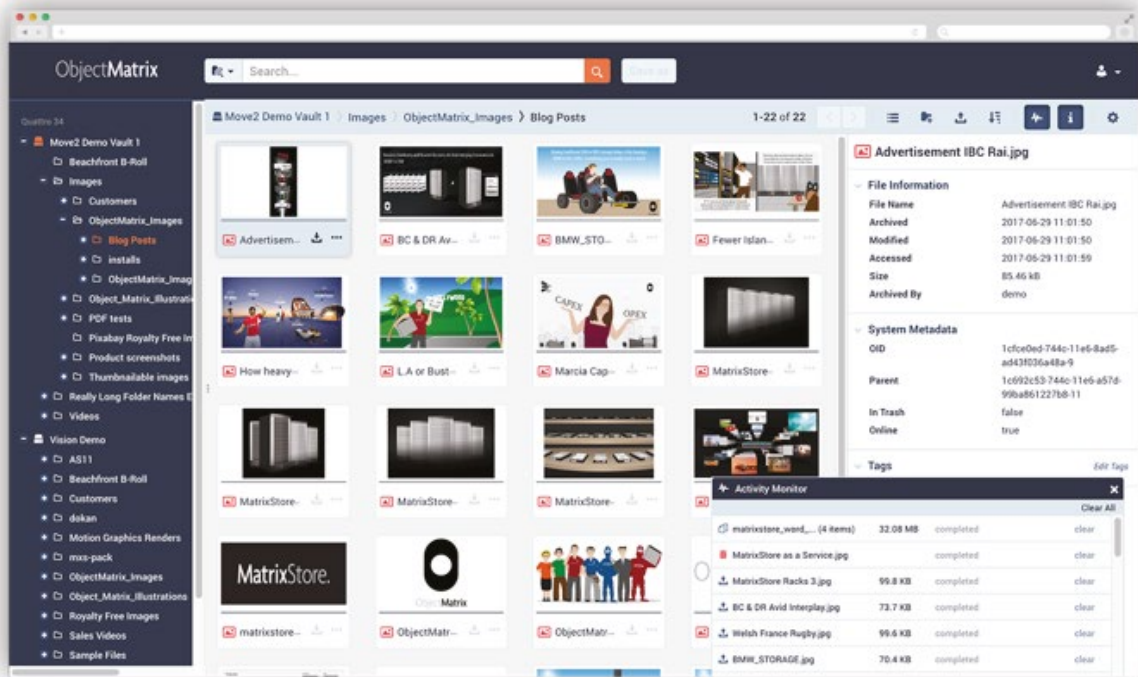 ObjectMatrix
Search...
Save as
Quattro 34
Move2 Demo Vault 1
Beachfront B-Roll
Images
Customers
ObjectMatrix_Images
Blog Posts
installs
ObjectMatrix_Imag
Object_Matrix_Illustrati
PDF tests
Pixabay Royalty Free Im
Product screenshots
Thumbnailable images
Really Long Folder Names E
Videos
Vision Demo
AS11
Beachfront B-Roll
Customers
dokan
Motion Graphics Renders
mxs-pack
ObjectMatrix_Images
Object_Matrix_Illustrations
Royalty Free Images
Sales Videos
Sample Files
Move2 Demo Vault 1 Images ObjectMatrix_Images Blog Posts
1-22 of 22
Advertisem...
BC & DR Av...
BMW_STO...
Fewer Islan...
How heavy...
L.A or Bust...
CAPEX
OPEX
Marcia Cap...
MatrixStore...
MatrixStore...
MatrixStore...
MatrixStore...
MatrixStore...
MatrixStore.
ObjectMatrix
matrixstore...
ObjectMatr...
ObjectMatr...
Advertisement IBC Rai.jpg
File Information
File Name Advertisement IBC Rai.jpg
Archived 2017-06-29 11:01:50
Modified 2017-06-29 11:01:50
Accessed 2017-06-29 11:01:59
Size 85.46 kB
Archived By demo
System Metadata
OID 1cfce0ed-744c-11e6-8ad5-
ad43f036a48a-9
Parent 1c692c53-744c-11e6-a57d-
99ba861227b8-11
In Trash false
Online true
Tags Edit Tags
Activity Monitor
Clear All
matrixstore_word_... (4 items) 32.08 MB completed clear
MatrixStore as a Service.jpg
MatrixStore Racks 3.jpg 99.8 KB completed clear
BC & DR Avid Interplay.jpg 73.7 KB completed clear
Welsh France Rugby.jpg 99.6 KB completed clear
BMW_STORAGE.jpg 70.4 KB completed clear